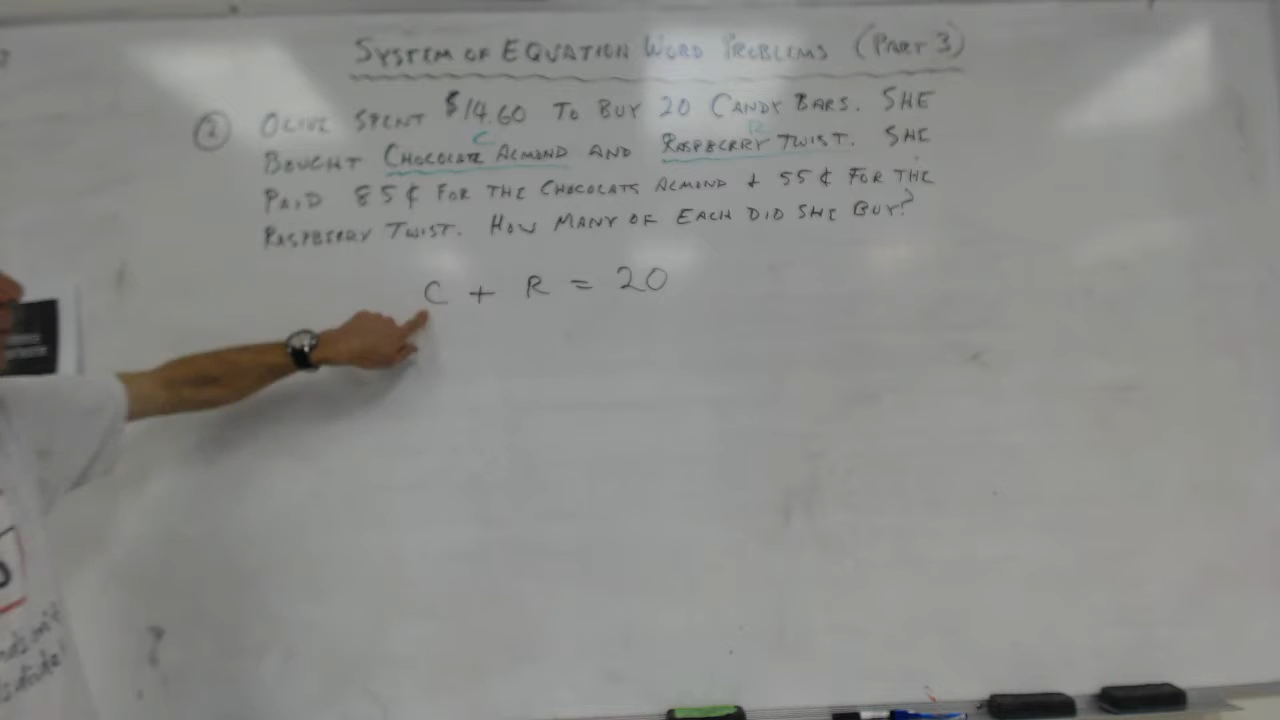 SYSTEM OF EQUATION WORD PROBLEMS (PART 3)
② OLIVE SPENT $14.60 TO BUY 20 CANDY BARS. SHE
C R
BOUGHT CHOCOLATE ALMOND AND RASPBERRY TWIST. SHE
PAID 85¢ FOR THE CHOCOLATE ALMOND + 55¢ FOR THE
RASPBERRY TWIST. HOW MANY OF EACH DID SHE BUY?
C + R = 20